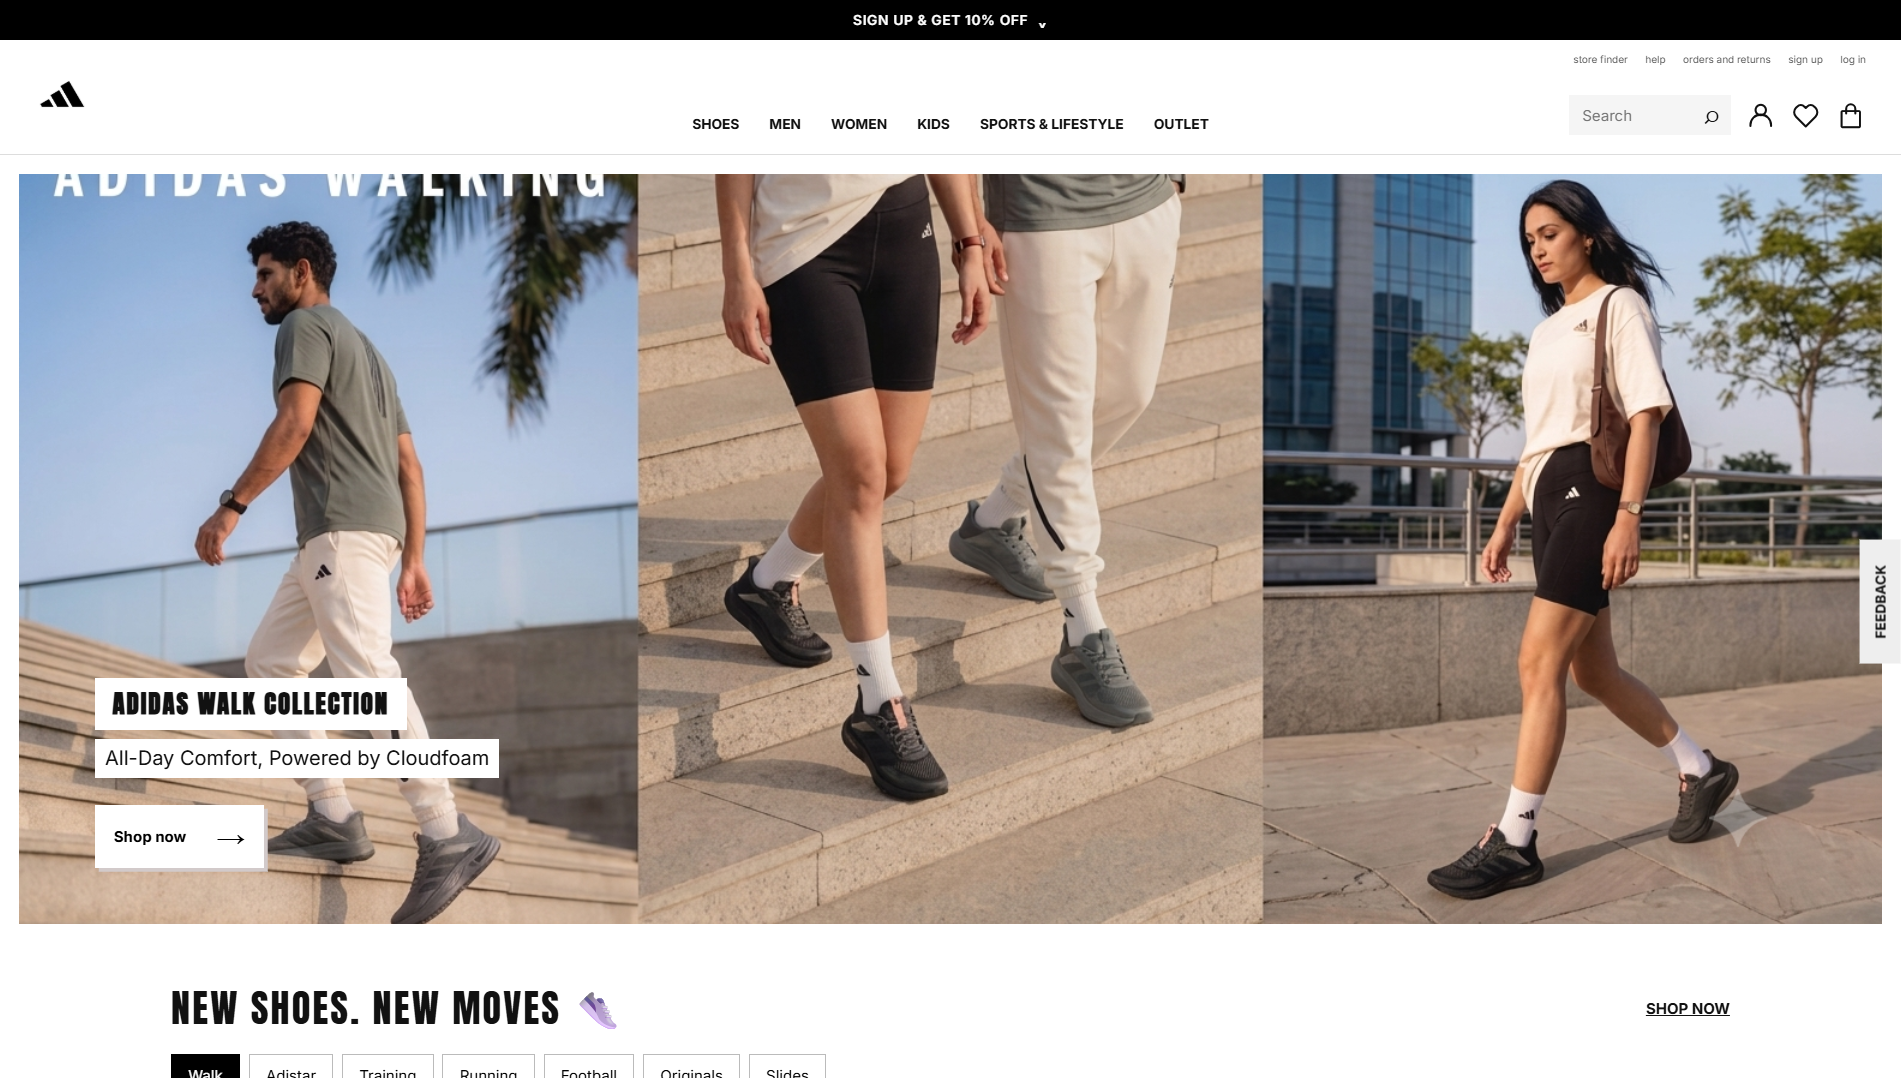 SIGN UP & GET 10% OFF
store finder help orders and returns sign up log in
SHOES MEN WOMEN KIDS SPORTS & LIFESTYLE OUTLET
Search
ADIDAS WALKING
ADIDAS WALK COLLECTION
All-Day Comfort, Powered by Cloudfoam
Shop now
FEEDBACK
NEW SHOES. NEW MOVES
SHOP NOW
Walk Adistar Training Running Football Originals Slides